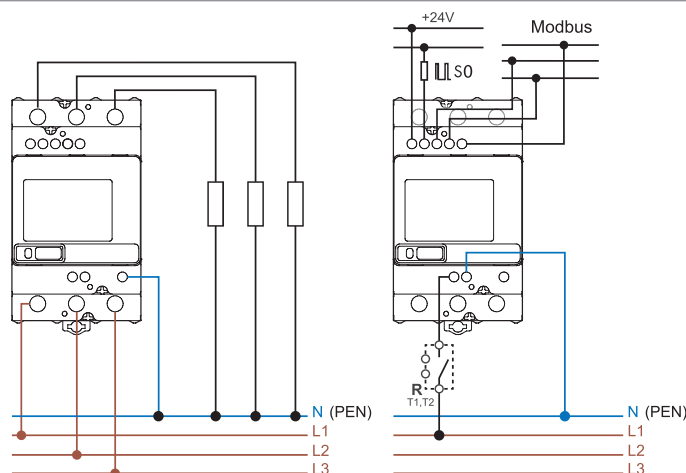 +24V
Modbus
S0
N (PEN)
L1
L2
L3
R
T1,T2
N (PEN)
L1
L2
L3